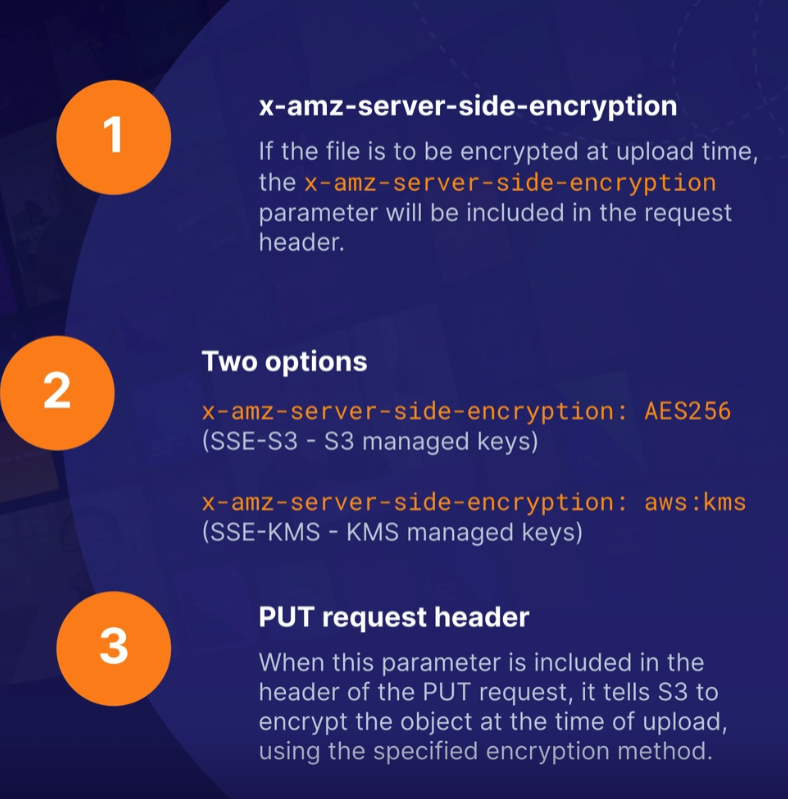 1
x-amz-server-side-encryption
If the file is to be encrypted at upload time,
the x-amz-server-side-encryption
parameter will be included in the request
header.
2
Two options
x-amz-server-side-encryption: AES256
(SSE-S3 - S3 managed keys)
x-amz-server-side-encryption: aws:kms
(SSE-KMS - KMS managed keys)
3
PUT request header
When this parameter is included in the
header of the PUT request, it tells S3 to
encrypt the object at the time of upload,
using the specified encryption method.